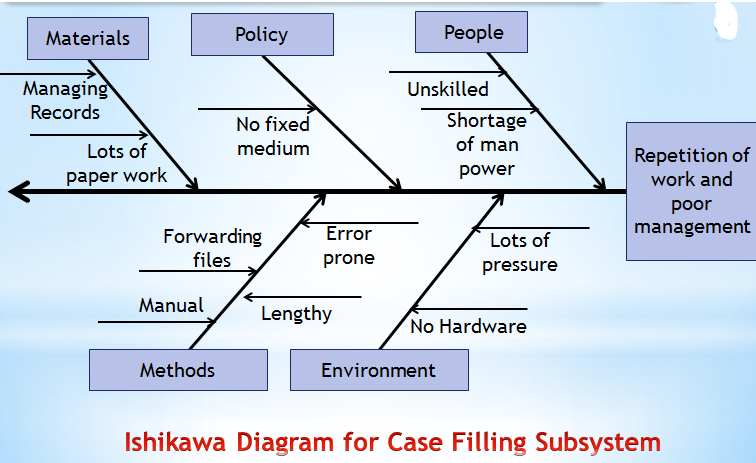 Materials
Policy
People
Managing
Records
Lots of
paper work
No fixed
medium
Unskilled
Shortage
of man
power
Repetition of
work and
poor
management
Forwarding
files
Error
prone
Manual
Lengthy
Lots of
pressure
No Hardware
Methods
Environment
Ishikawa Diagram for Case Filling Subsystem